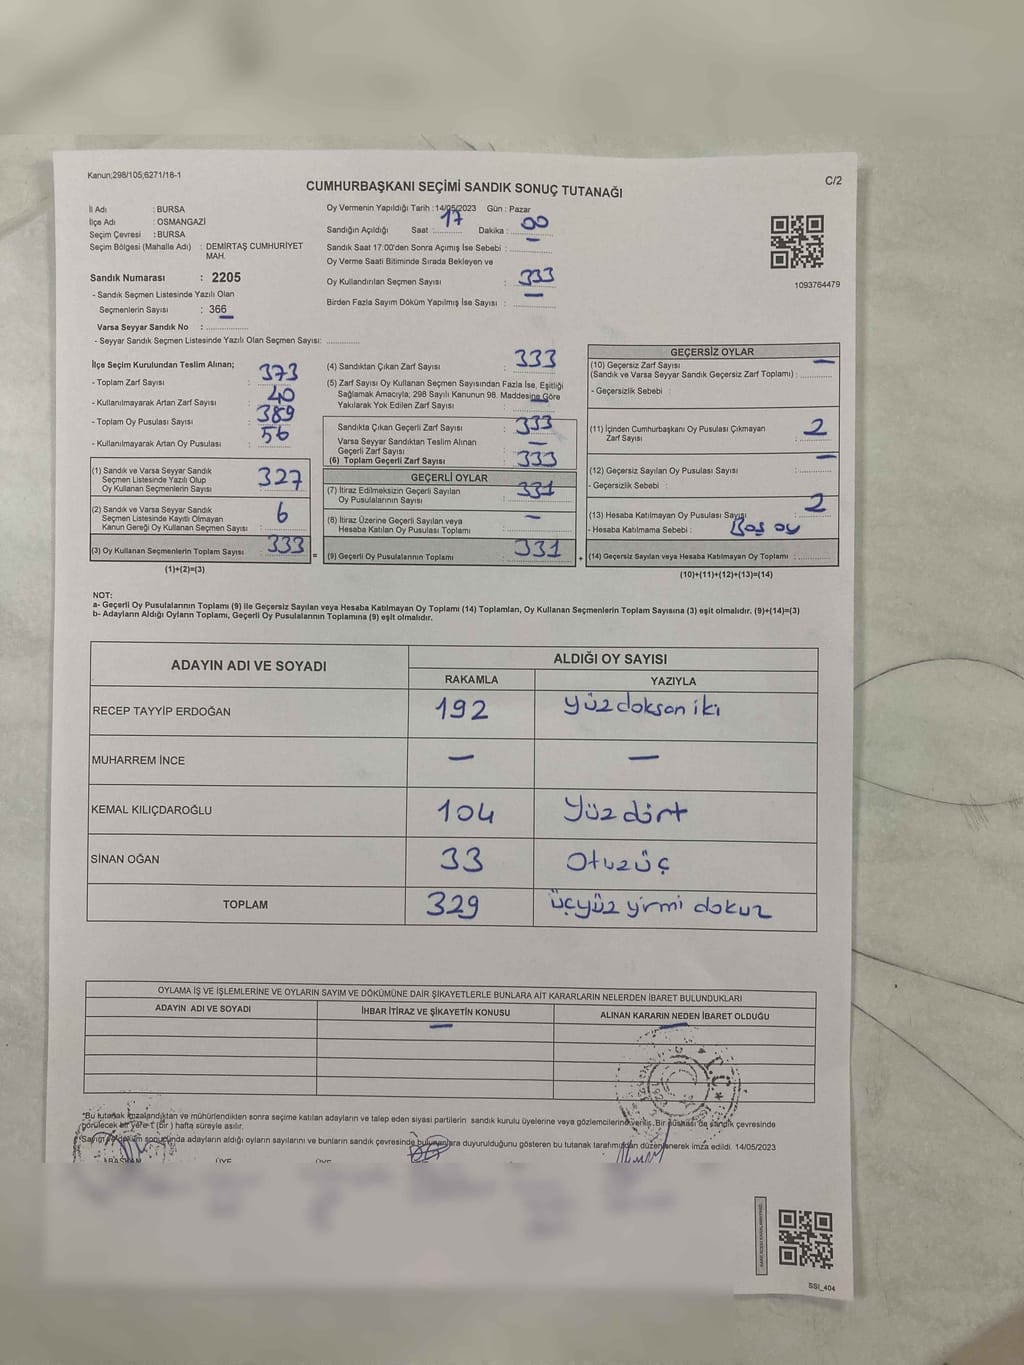 Kanun;298/105;6271/18-1
C/2
CUMHURBAŞKANI SEÇİMİ SANDIK SONUÇ TUTANAĞI
İl Adı : BURSA
İlçe Adı : OSMANGAZİ
Seçim Çevresi : BURSA
Seçim Bölgesi (Mahalle Adı) : DEMİRTAŞ CUMHURİYET
MAH.
Sandık Numarası : 2205
- Sandık Seçmen Listesinde Yazılı Olan
Seçmenlerin Sayısı : 366
Varsa Seyyar Sandık No :
- Seyyar Sandık Seçmen Listesinde Yazılı Olan Seçmen Sayısı:
Oy Vermenin Yapıldığı Tarih : 14/05/2023 Gün : Pazar
Sandığın Açıldığı Saat : 17 Dakika : 00
Sandık Saat 17:00'den Sonra Açımış İse Sebebi : —
Oy Verme Saati Bitiminde Sırada Bekleyen ve
Oy Kullandırılan Seçmen Sayısı : 333
Birden Fazla Sayım Döküm Yapılmış İse Sayısı : —
1093764479
İlçe Seçim Kurulundan Teslim Alınan;
- Toplam Zarf Sayısı : 373
- Kullanılmayarak Artan Zarf Sayısı : 40
- Toplam Oy Pusulası Sayısı : 389
- Kullanılmayarak Artan Oy Pusulası : 56
(1) Sandık ve Varsa Seyyar Sandık
Seçmen Listesinde Yazılı Olup
Oy Kullanan Seçmenlerin Sayısı : 327
(2) Sandık ve Varsa Seyyar Sandık
Seçmen Listesinde Kayıtlı Olmayan
Kanun Gereği Oy Kullanan Seçmen Sayısı : 6
(3) Oy Kullanan Seçmenlerin Toplam Sayısı : 333
(1)+(2)=(3)
(4) Sandıktan Çıkan Zarf Sayısı : 333
(5) Zarf Sayısı Oy Kullanan Seçmen Sayısından Fazla İse, Eşitliği
Sağlamak Amacıyla; 298 Sayılı Kanunun 98. Maddesine Göre
Yakılarak Yok Edilen Zarf Sayısı : —
Sandıkta Çıkan Geçerli Zarf Sayısı : 333
Varsa Seyyar Sandıktan Teslim Alınan
Geçerli Zarf Sayısı : —
(6) Toplam Geçerli Zarf Sayısı : 333
GEÇERLİ OYLAR
(7) İtiraz Edilmeksizin Geçerli Sayılan
Oy Pusulalarının Sayısı : 331
(8) İtiraz Üzerine Geçerli Sayılan veya
Hesaba Katılan Oy Pusulası Toplamı : —
= (9) Geçerli Oy Pusulalarının Toplamı : 331 +
GEÇERSİZ OYLAR
(10) Geçersiz Zarf Sayısı
(Sandık ve Varsa Seyyar Sandık Geçersiz Zarf Toplamı) : —
- Geçersizlik Sebebi :
(11) İçinden Cumhurbaşkanı Oy Pusulası Çıkmayan
Zarf Sayısı : 2
(12) Geçersiz Sayılan Oy Pusulası Sayısı : —
- Geçersizlik Sebebi :
(13) Hesaba Katılmayan Oy Pusulası Sayısı : 2
- Hesaba Katılmama Sebebi : Boş oy
(14) Geçersiz Sayılan veya Hesaba Katılmayan Oy Toplamı :
(10)+(11)+(12)+(13)=(14)
NOT:
a- Geçerli Oy Pusulalarının Toplamı (9) ile Geçersiz Sayılan veya Hesaba Katılmayan Oy Toplamı (14) Toplamları, Oy Kullanan Seçmenlerin Toplam Sayısına (3) eşit olmalıdır. (9)+(14)=(3)
b- Adayların Aldığı Oyların Toplamı, Geçerli Oy Pusulalarının Toplamına (9) eşit olmalıdır.
ADAYIN ADI VE SOYADI ALDIĞI OY SAYISI
RAKAMLA YAZIYLA
RECEP TAYYİP ERDOĞAN 192 yüzdoksan iki
MUHARREM İNCE — —
KEMAL KILIÇDAROĞLU 104 Yüz dört
SİNAN OĞAN 33 Otuzüç
TOPLAM 329 üçyüz yirmi dokuz
OYLAMA İŞ VE İŞLEMLERİNE VE OYLARIN SAYIM VE DÖKÜMÜNE DAİR ŞİKAYETLERLE BUNLARA AİT KARARLARIN NELERDEN İBARET BULUNDUKLARI
ADAYIN ADI VE SOYADI İHBAR İTİRAZ VE ŞİKAYETİN KONUSU ALINAN KARARIN NEDEN İBARET OLDUĞU
— —
T.C.
*Bu tutanak imzalandıktan ve mühürlendikten sonra seçime katılan adayların ve talep eden siyasi partilerin sandık kurulu üyelerine veya gözlemcilerine verilir. Bir nüshası da sandık çevresinde
görülecek bir yere 1 (bir ) hafta süreyle asılır.
*Sayım ve döküm sonucunda adayların aldığı oyların sayılarını ve bunların sandık çevresinde bulunanlara duyurulduğunu gösteren bu tutanak tarafımızdan düzenlenerek imza edildi. 14/05/2023
BAŞKAN ÜYE ÜYE
SSI_404